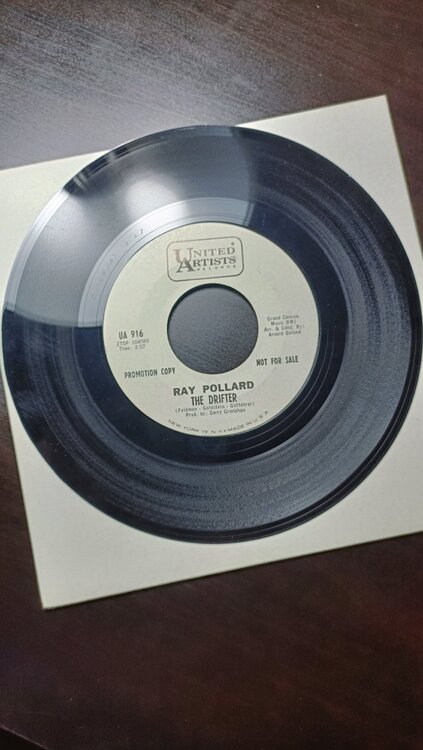 UNITED
ARTISTS
RECORDS
UA 916
Time: 2:57
Grand Canyon
Music BMI
Arr. & Cond. By:
Arnold Goland
PROMOTION COPY
NOT FOR SALE
RAY POLLARD
THE DRIFTER
(Feldman - Goldstein - Gottehrer)
Prod. by: Gerry Granahan
NEW YORK 19 N Y • MADE IN U S A